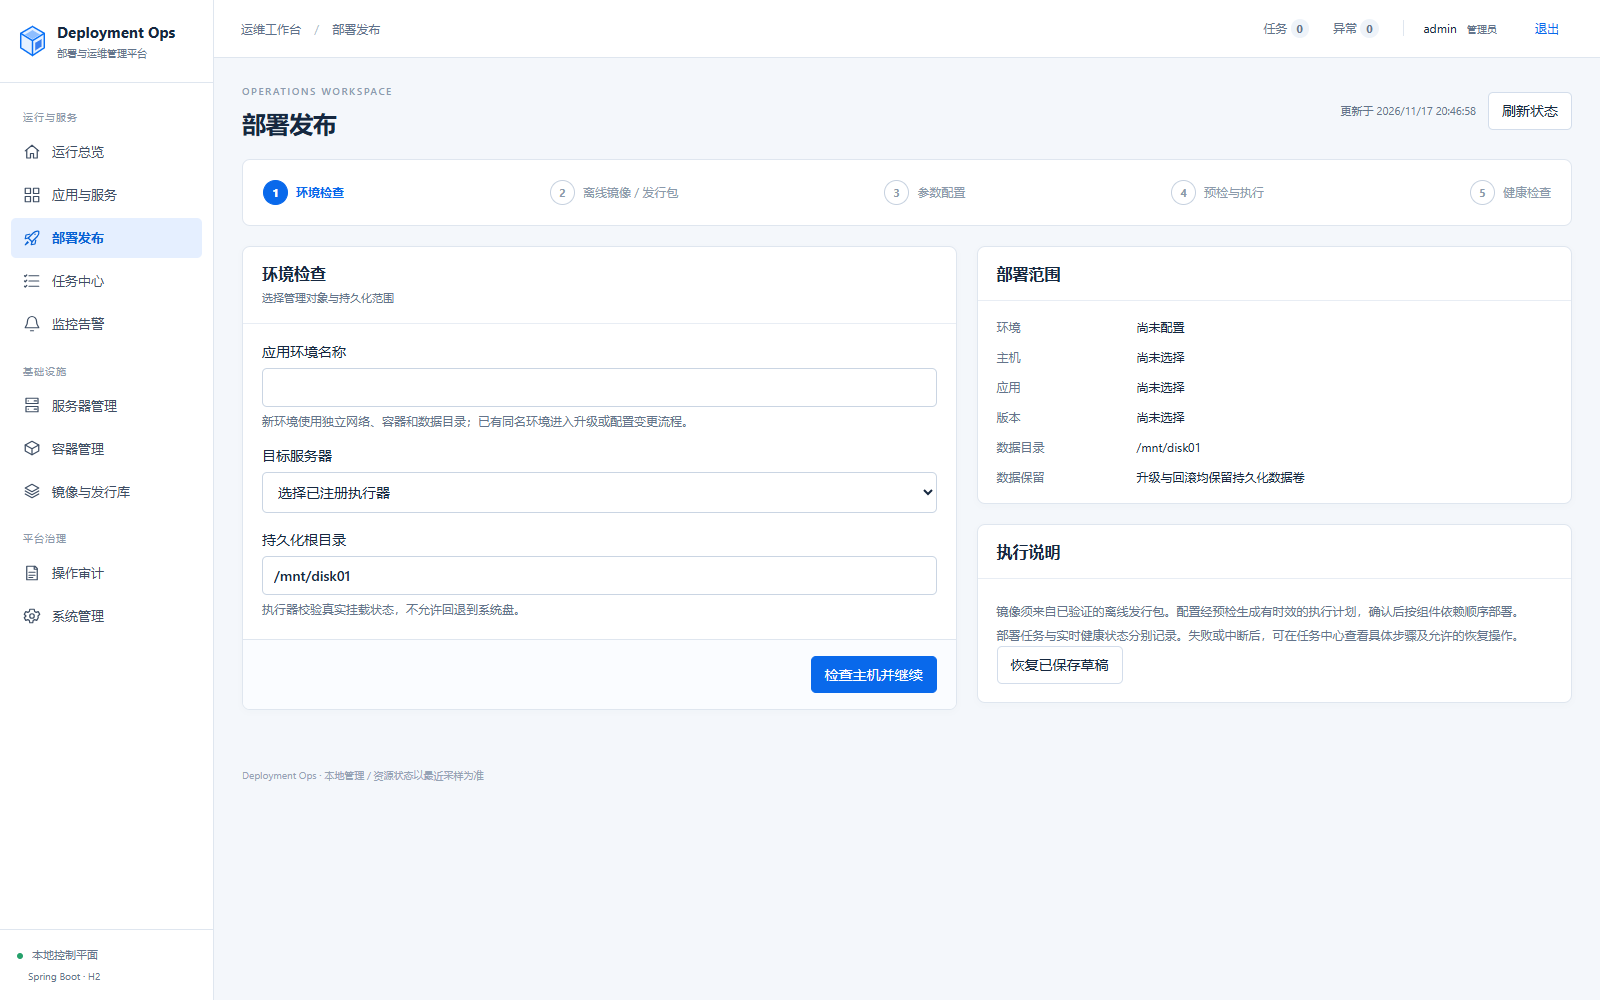 Deployment Ops
部署与运维管理平台
运行与服务
运行总览
应用与服务
部署发布
任务中心
监控告警
基础设施
服务器管理
容器管理
镜像与发行库
平台治理
操作审计
系统管理
本地控制平面
Spring Boot · H2
运维工作台 / 部署发布
任务 0 异常 0 admin 管理员 退出
OPERATIONS WORKSPACE
部署发布
更新于 2026/11/17 20:46:58 刷新状态
1 环境检查 2 离线镜像 / 发行包 3 参数配置 4 预检与执行 5 健康检查
环境检查
选择管理对象与持久化范围
应用环境名称
新环境使用独立网络、容器和数据目录；已有同名环境进入升级或配置变更流程。
目标服务器
选择已注册执行器
持久化根目录
/mnt/disk01
执行器校验真实挂载状态，不允许回退到系统盘。
检查主机并继续
部署范围
环境 尚未配置
主机 尚未选择
应用 尚未选择
版本 尚未选择
数据目录 /mnt/disk01
数据保留 升级与回滚均保留持久化数据卷
执行说明
镜像须来自已验证的离线发行包。配置经预检生成有时效的执行计划，确认后按组件依赖顺序部署。
部署任务与实时健康状态分别记录。失败或中断后，可在任务中心查看具体步骤及允许的恢复操作。
恢复已保存草稿
Deployment Ops · 本地管理 / 资源状态以最近采样为准